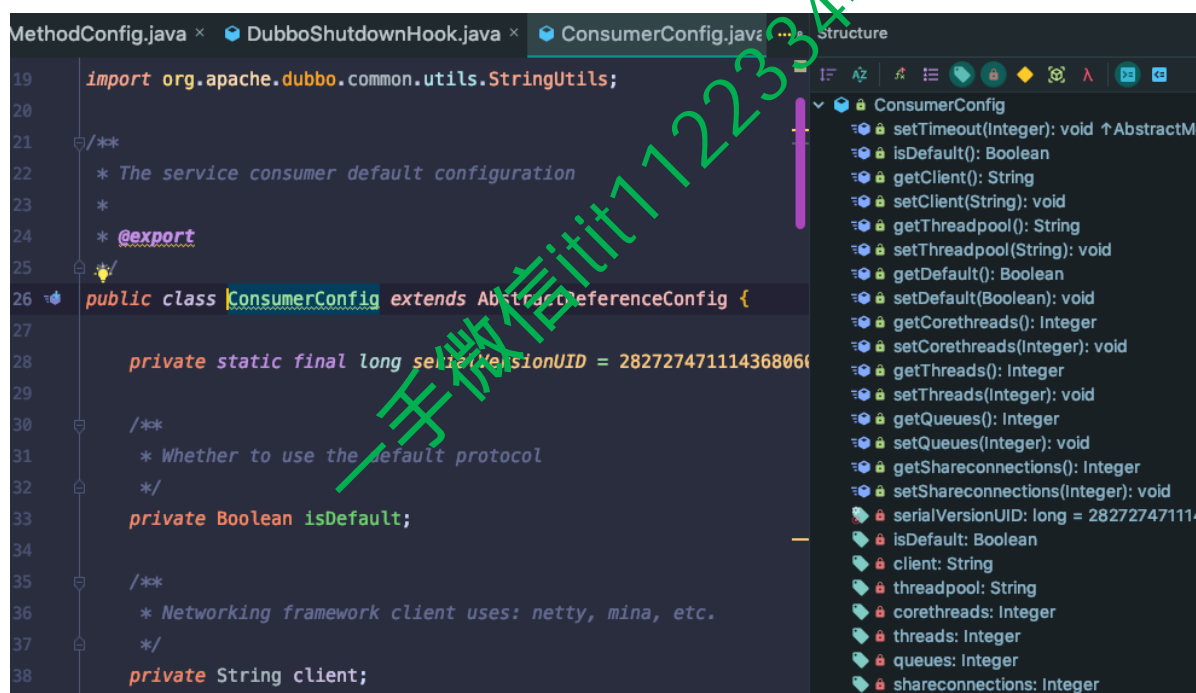 MethodConfig.java × DubboShutdownHook.java × ConsumerConfig.java
19 import org.apache.dubbo.common.utils.StringUtils;
20
21 /**
22 * The service consumer default configuration
23 *
24 * @export
25 */
26 public class ConsumerConfig extends AbstractReferenceConfig {
27
28 private static final long serialVersionUID = 2827274711143680600
29
30 /**
31 * Whether to use the default protocol
32 */
33 private Boolean isDefault;
34
35 /**
36 * Networking framework client uses: netty, mina, etc.
37 */
38 private String client;
Structure
ConsumerConfig
setTimeout(Integer): void ↑AbstractM
isDefault(): Boolean
getClient(): String
setClient(String): void
getThreadpool(): String
setThreadpool(String): void
getDefault(): Boolean
setDefault(Boolean): void
getCorethreads(): Integer
setCorethreads(Integer): void
getThreads(): Integer
setThreads(Integer): void
getQueues(): Integer
setQueues(Integer): void
getShareconnections(): Integer
setShareconnections(Integer): void
serialVersionUID: long = 282727471114
isDefault: Boolean
client: String
threadpool: String
corethreads: Integer
threads: Integer
queues: Integer
shareconnections: Integer
一手微信itit112234